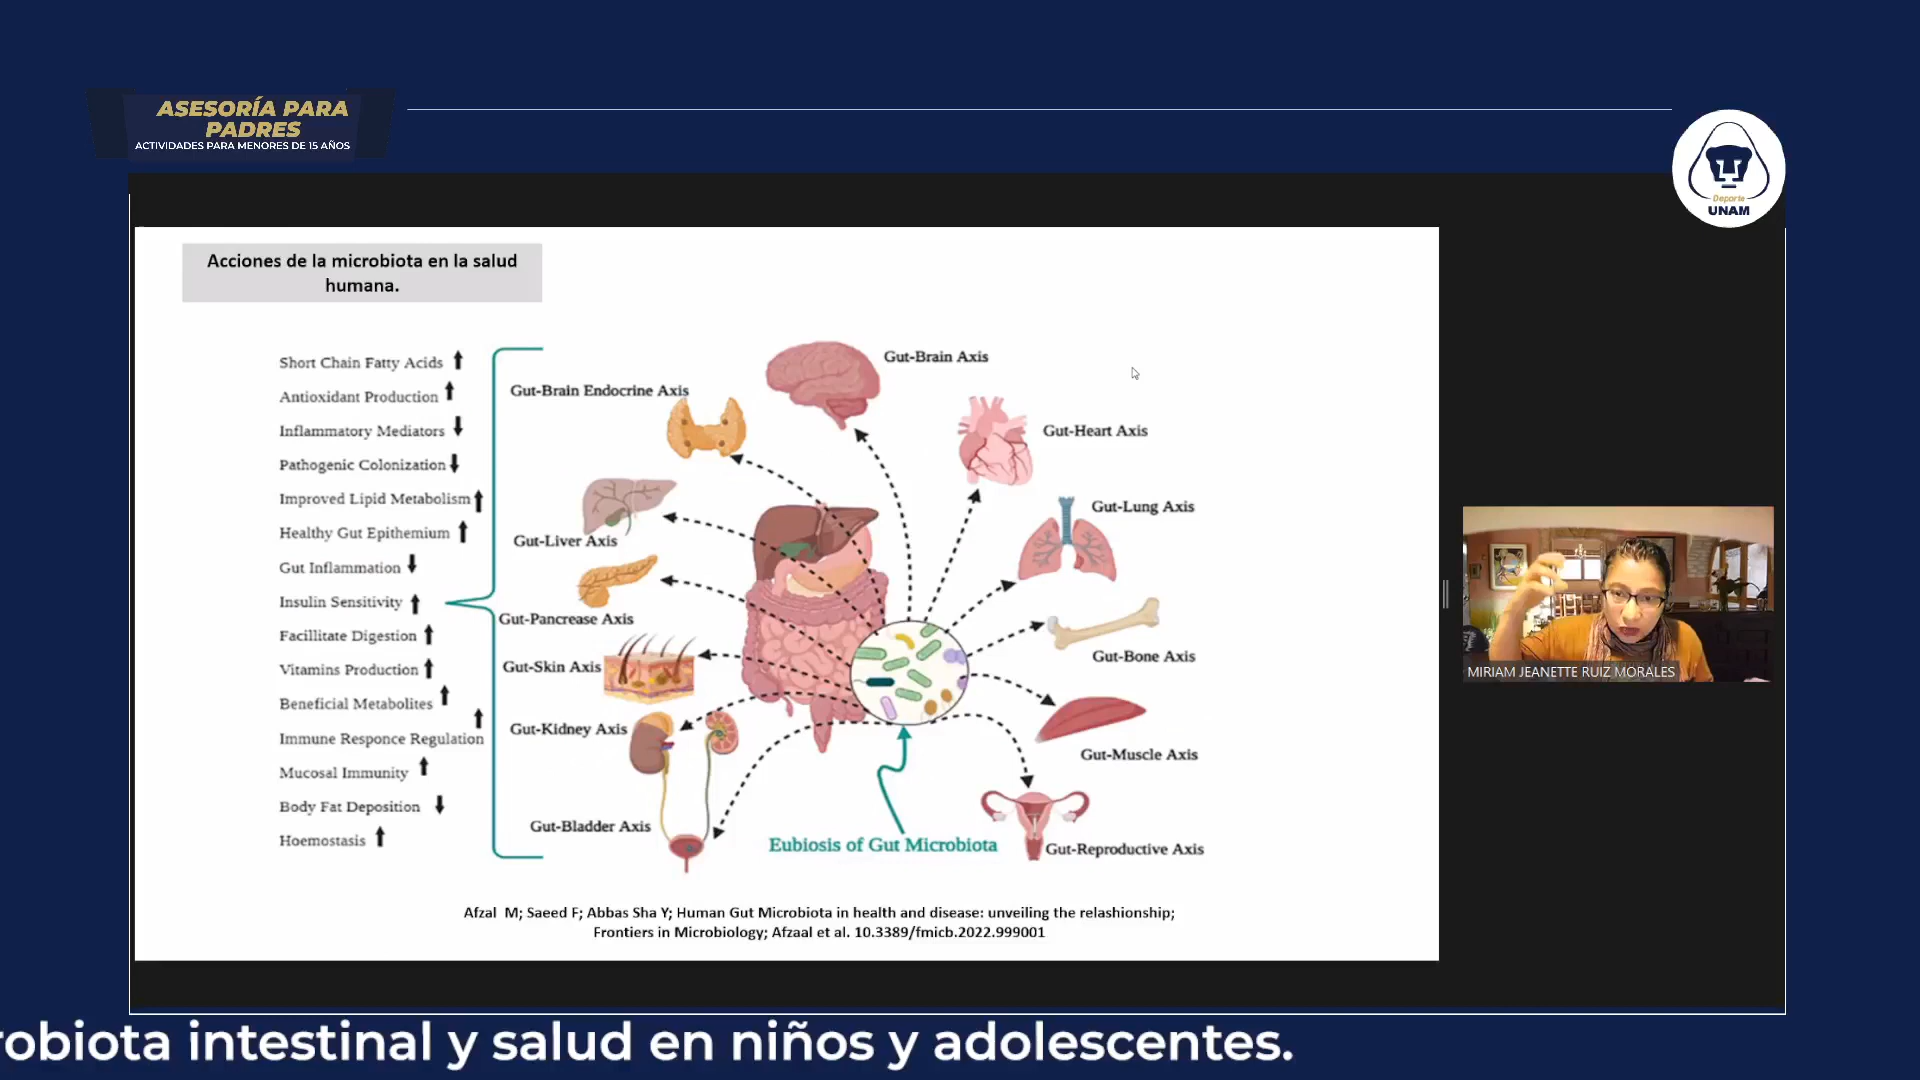 ASESORÍA PARA
PADRES
ACTIVIDADES PARA MENORES DE 15 AÑOS
Deporte
UNAM
Acciones de la microbiota en la salud
humana.
Short Chain Fatty Acids
Antioxidant Production
Inflammatory Mediators
Pathogenic Colonization
Improved Lipid Metabolism
Healthy Gut Epithemium
Gut Inflammation
Insulin Sensitivity
Facillitate Digestion
Vitamins Production
Beneficial Metabolites
Immune Responce Regulation
Mucosal Immunity
Body Fat Deposition
Hoemostasis
Gut-Brain Axis
Gut-Brain Endocrine Axis
Gut-Heart Axis
Gut-Lung Axis
Gut-Liver Axis
Gut-Pancrease Axis
Gut-Bone Axis
Gut-Skin Axis
Gut-Kidney Axis
Gut-Muscle Axis
Gut-Bladder Axis
Eubiosis of Gut Microbiota
Gut-Reproductive Axis
Afzal M; Saeed F; Abbas Sha Y; Human Gut Microbiota in health and disease: unveiling the relashionship;
Frontiers in Microbiology; Afzaal et al. 10.3389/fmicb.2022.999001
MIRIAM JEANETTE RUIZ MORALES
robiota intestinal y salud en niños y adolescentes.